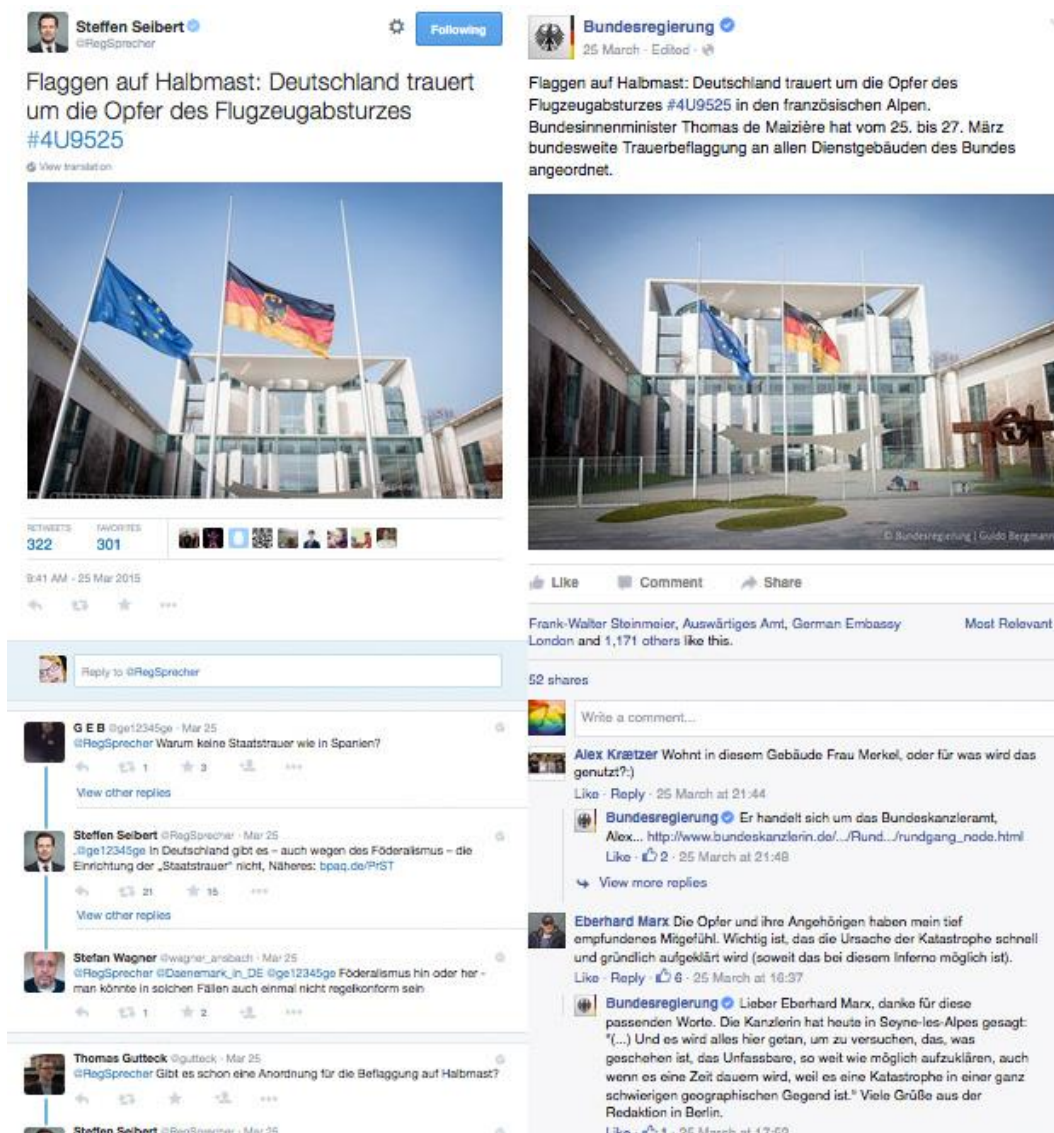 Steffen Seibert
@RegSprecher
Following
Flaggen auf Halbmast: Deutschland trauert
um die Opfer des Flugzeugabsturzes
#4U9525
View translation
RETWEETS FAVORITES
322 301
9:41 AM - 25 Mar 2015
Reply to @RegSprecher
G E B @ge12345ge · Mar 25
@RegSprecher Warum keine Staatstrauer wie in Spanien?
1 3
View other replies
Steffen Seibert @RegSprecher · Mar 25
.@ge12345ge In Deutschland gibt es – auch wegen des Föderalismus – die
Einrichtung der „Staatstrauer" nicht, Näheres: bpaq.de/PrST
21 15
View other replies
Stefan Wagner @wagner_ansbach · Mar 25
@RegSprecher @Daenemark_in_DE @ge12345ge Föderalismus hin oder her -
man könnte in solchen Fällen auch einmal nicht regelkonform sein
1 2
Thomas Gutteck @gutteck · Mar 25
@RegSprecher Gibt es schon eine Anordnung für die Beflaggung auf Halbmast?
Steffen Seibert @RegSprecher · Mar 25
Bundesregierung
25 March · Edited ·
Flaggen auf Halbmast: Deutschland trauert um die Opfer des
Flugzeugabsturzes #4U9525 in den französischen Alpen.
Bundesinnenminister Thomas de Maizière hat vom 25. bis 27. März
bundesweite Trauerbeflaggung an allen Dienstgebäuden des Bundes
angeordnet.
© Bundesregierung | Guido Bergmann
Like Comment Share
Frank-Walter Steinmeier, Auswärtiges Amt, German Embassy Most Relevant
London and 1,171 others like this.
52 shares
Write a comment...
Alex Krætzer Wohnt in diesem Gebäude Frau Merkel, oder für was wird das
genutzt?:)
Like · Reply · 25 March at 21:44
Bundesregierung Er handelt sich um das Bundeskanzleramt,
Alex... http://www.bundeskanzlerin.de/.../Rund.../rundgang_node.html
Like · 2 · 25 March at 21:48
View more replies
Eberhard Marx Die Opfer und ihre Angehörigen haben mein tief
empfundenes Mitgefühl. Wichtig ist, das die Ursache der Katastrophe schnell
und gründlich aufgeklärt wird (soweit das bei diesem Inferno möglich ist).
Like · Reply · 6 · 25 March at 16:37
Bundesregierung Lieber Eberhard Marx, danke für diese
passenden Worte. Die Kanzlerin hat heute in Seyne-les-Alpes gesagt:
"(...) Und es wird alles hier getan, um zu versuchen, das, was
geschehen ist, das Unfassbare, so weit wie möglich aufzuklären, auch
wenn es eine Zeit dauern wird, weil es eine Katastrophe in einer ganz
schwierigen geographischen Gegend ist." Viele Grüße aus der
Redaktion in Berlin.
Like · 1 · 25 March at 17:52